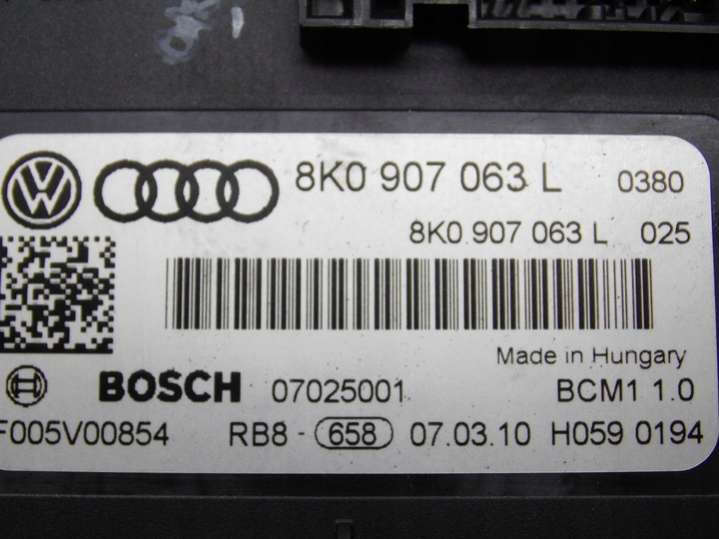 8K0 907 063 L 0380
8K0 907 063 L 025
Made in Hungary
BOSCH 07025001 BCM1 1.0
F005V00854 RB8 - 658 07.03.10 H059 0194